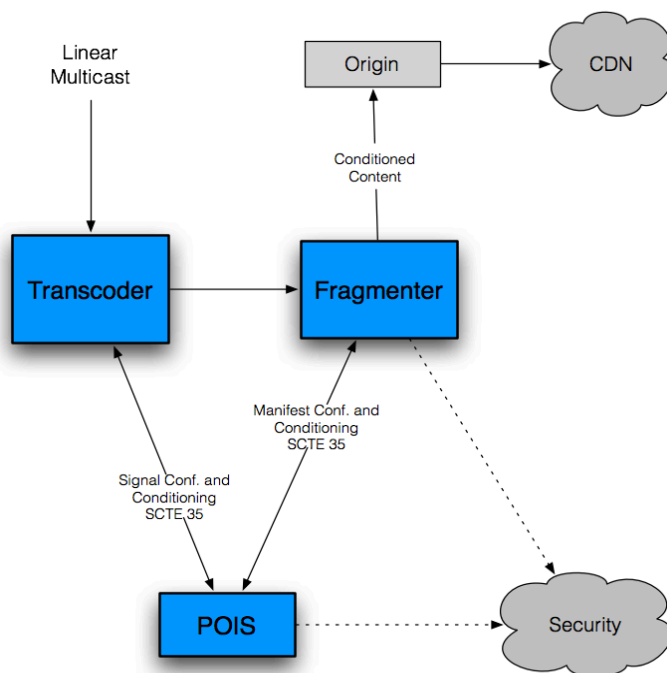 Linear
Multicast
Origin
CDN
Conditioned
Content
Transcoder
Fragmenter
Manifest Conf. and
Conditioning
SCTE 35
Signal Conf. and
Conditioning
SCTE 35
POIS
Security